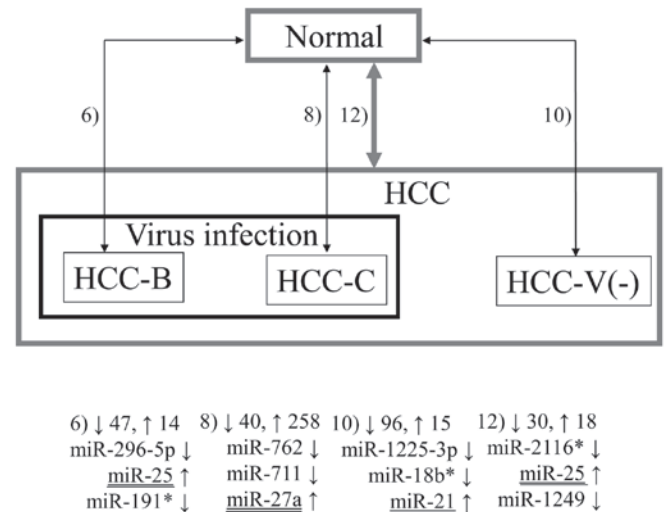 Normal
6)
8)
12)
10)
HCC
Virus infection
HCC-B
HCC-C
HCC-V(-)
6) ↓ 47, ↑ 14 8) ↓ 40, ↑ 258 10) ↓ 96, ↑ 15 12) ↓ 30, ↑ 18
miR-296-5p ↓ miR-762 ↓ miR-1225-3p ↓ miR-2116* ↓
miR-25 ↑ miR-711 ↓ miR-18b* ↓ miR-25 ↑
miR-191* ↓ miR-27a ↑ miR-21 ↑ miR-1249 ↓